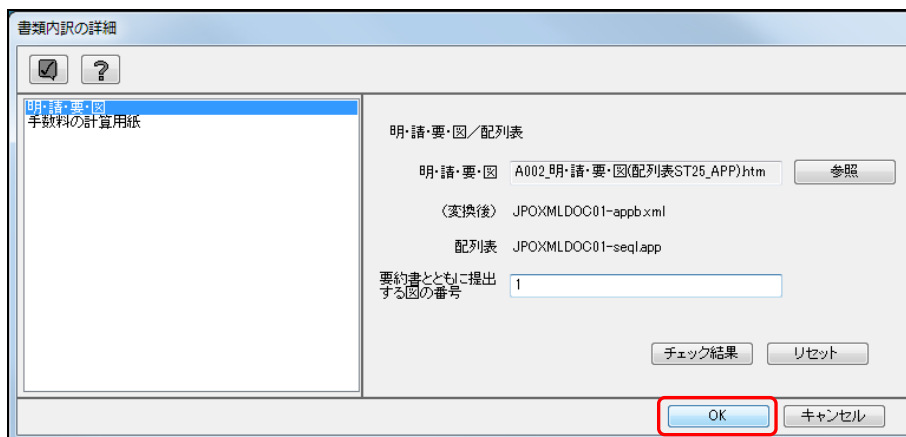 書類内訳の詳細
?
明・請・要・図
手数料の計算用紙
明・請・要・図/配列表
明・請・要・図 A002_明・請・要・図(配列表ST25_APP).htm 参照
(変換後) JPOXMLDOC01-appb.xml
配列表 JPOXMLDOC01-seql.app
要約書とともに提出
する図の番号 1
チェック結果 リセット
OK キャンセル